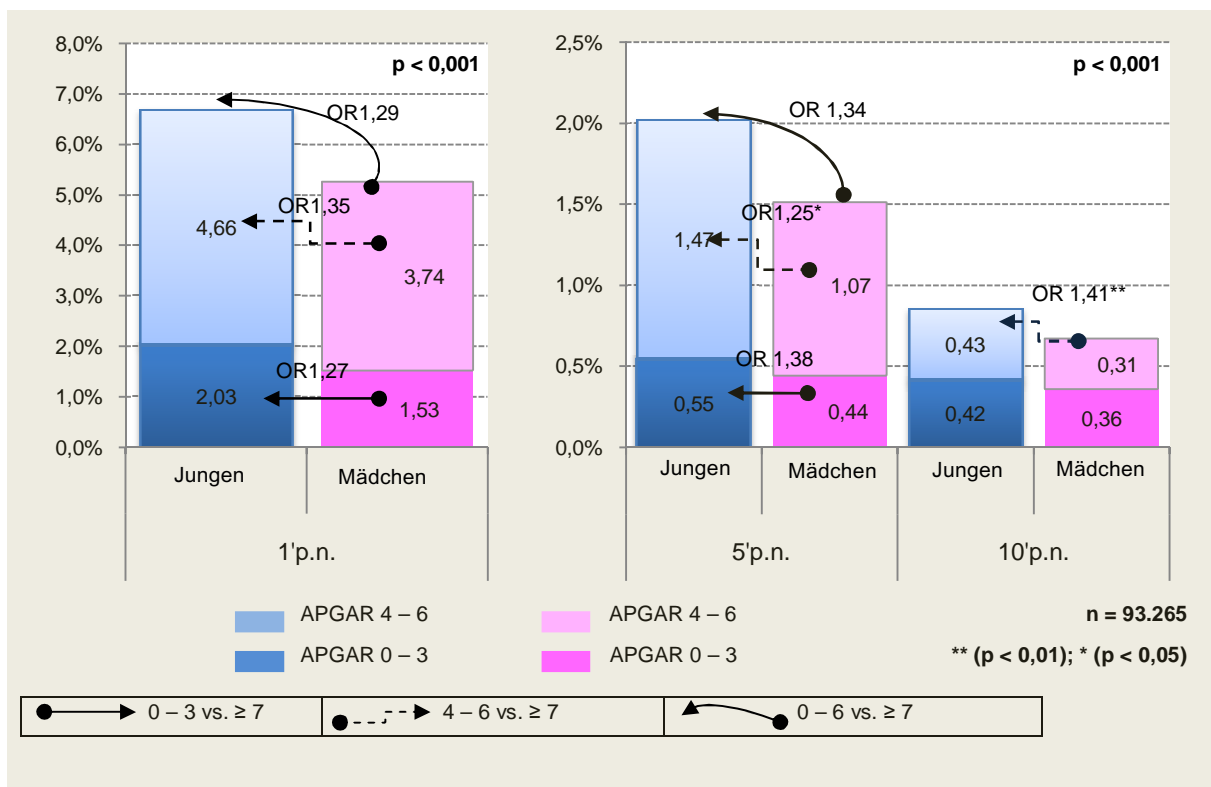 8,0%
7,0%
6,0%
5,0%
4,0%
3,0%
2,0%
1,0%
0,0%
p < 0,001
OR1,29
OR1,35
4,66
3,74
OR1,27
2,03
1,53
Jungen
Mädchen
1'p.n.
2,5%
2,0%
1,5%
1,0%
0,5%
0,0%
p < 0,001
OR 1,34
OR1,25*
1,47
1,07
OR 1,38
0,55
0,44
OR 1,41**
0,43
0,31
0,42
0,36
Jungen
Mädchen
Jungen
Mädchen
5'p.n.
10'p.n.
APGAR 4 – 6
APGAR 4 – 6
n = 93.265
APGAR 0 – 3
APGAR 0 – 3
** (p < 0,01); * (p < 0,05)
0 – 3 vs. ≥ 7
4 – 6 vs. ≥ 7
0 – 6 vs. ≥ 7